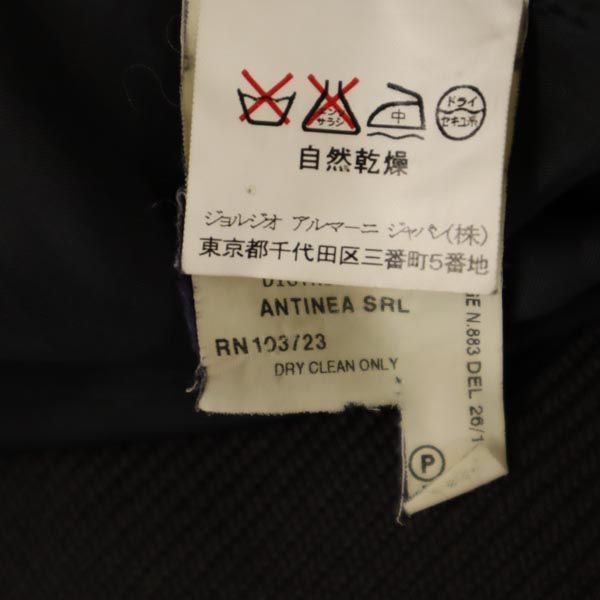 エンソ
サラシ
中
ドライ
セキユ系
自然乾燥
ジョルジオ アルマーニ ジャパン(株)
東京都千代田区三番町5番地
ANTINEA SRL
RN 103723
DRY CLEAN ONLY
N.883 DEL 26/1
P